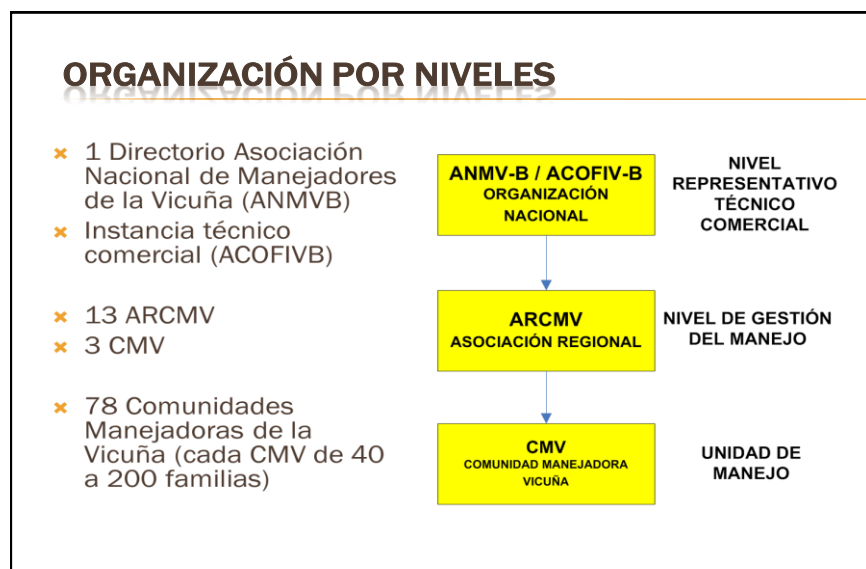 ORGANIZACIÓN POR NIVELES
1 Directorio Asociación
Nacional de Manejadores
de la Vicuña (ANMVB)
Instancia técnico
comercial (ACOFIVB)
13 ARCMV
3 CMV
78 Comunidades
Manejadoras de la
Vicuña (cada CMV de 40
a 200 familias)
ANMV-B / ACOFIV-B
ORGANIZACIÓN
NACIONAL
NIVEL
REPRESENTATIVO
TÉCNICO
COMERCIAL
ARCMV
ASOCIACIÓN REGIONAL
NIVEL DE GESTIÓN
DEL MANEJO
CMV
COMUNIDAD MANEJADORA
VICUÑA
UNIDAD DE
MANEJO